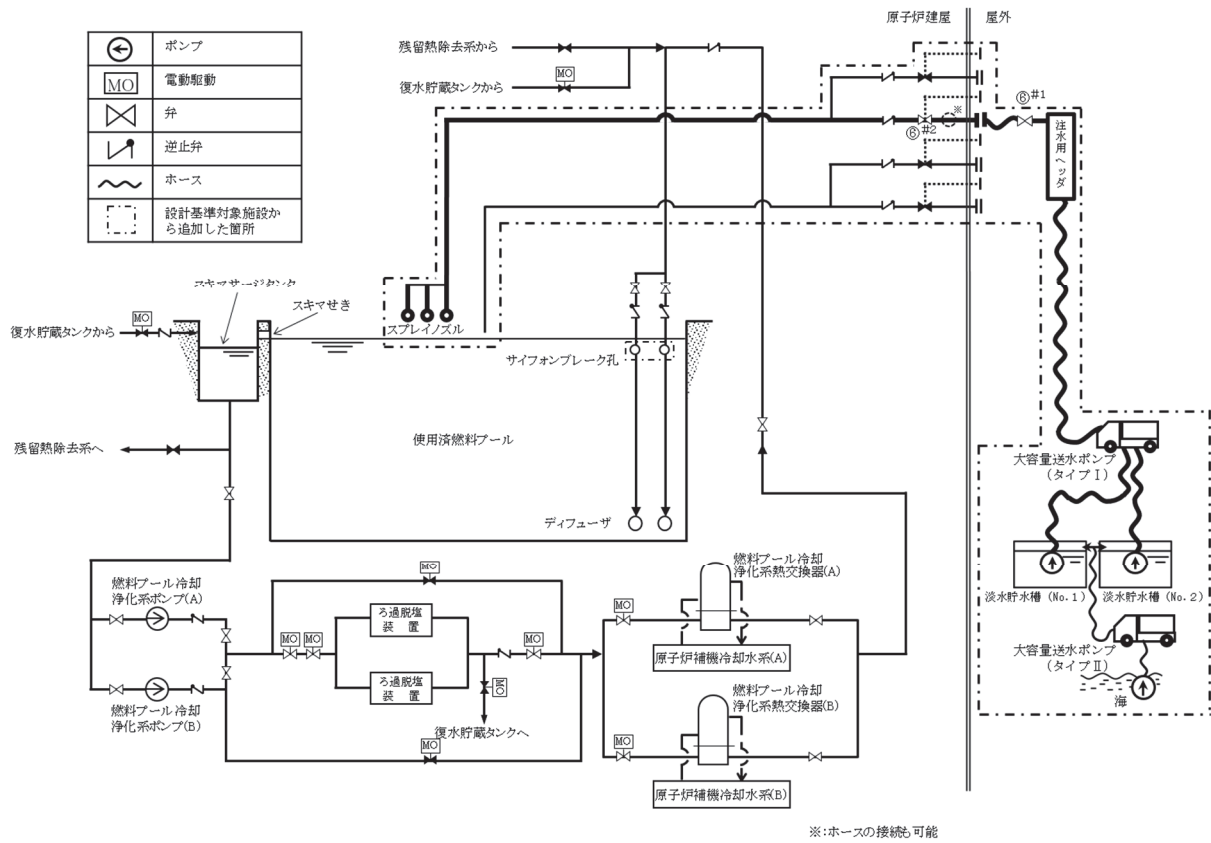 ポンプ
MO
電動駆動
弁
逆止弁
ホース
設計基準対象施設か
ら追加した箇所
原子炉建屋
屋外
残留熱除去系から
MO
復水貯蔵タンクから
※
⑥#1
⑥#2
注水用ヘッダ
スキマサージタンク
スキマせき
MO
復水貯蔵タンクから
スプレイノズル
サイフォンブレーク孔
残留熱除去系へ
使用済燃料プール
ディフューザ
大容量送水ポンプ
(タイプⅠ)
淡水貯水槽 (No.1)
淡水貯水槽 (No.2)
大容量送水ポンプ
(タイプⅡ)
海
燃料プール冷却
浄化系ポンプ(A)
燃料プール冷却
浄化系ポンプ(B)
MO
MO
MO
ろ過脱塩
装 置
ろ過脱塩
装 置
MO
MO
復水貯蔵タンクへ
MO
燃料プール冷却
浄化系熱交換器(A)
MO
原子炉補機冷却水系(A)
燃料プール冷却
浄化系熱交換器(B)
MO
原子炉補機冷却水系(B)
※:ホースの接続も可能